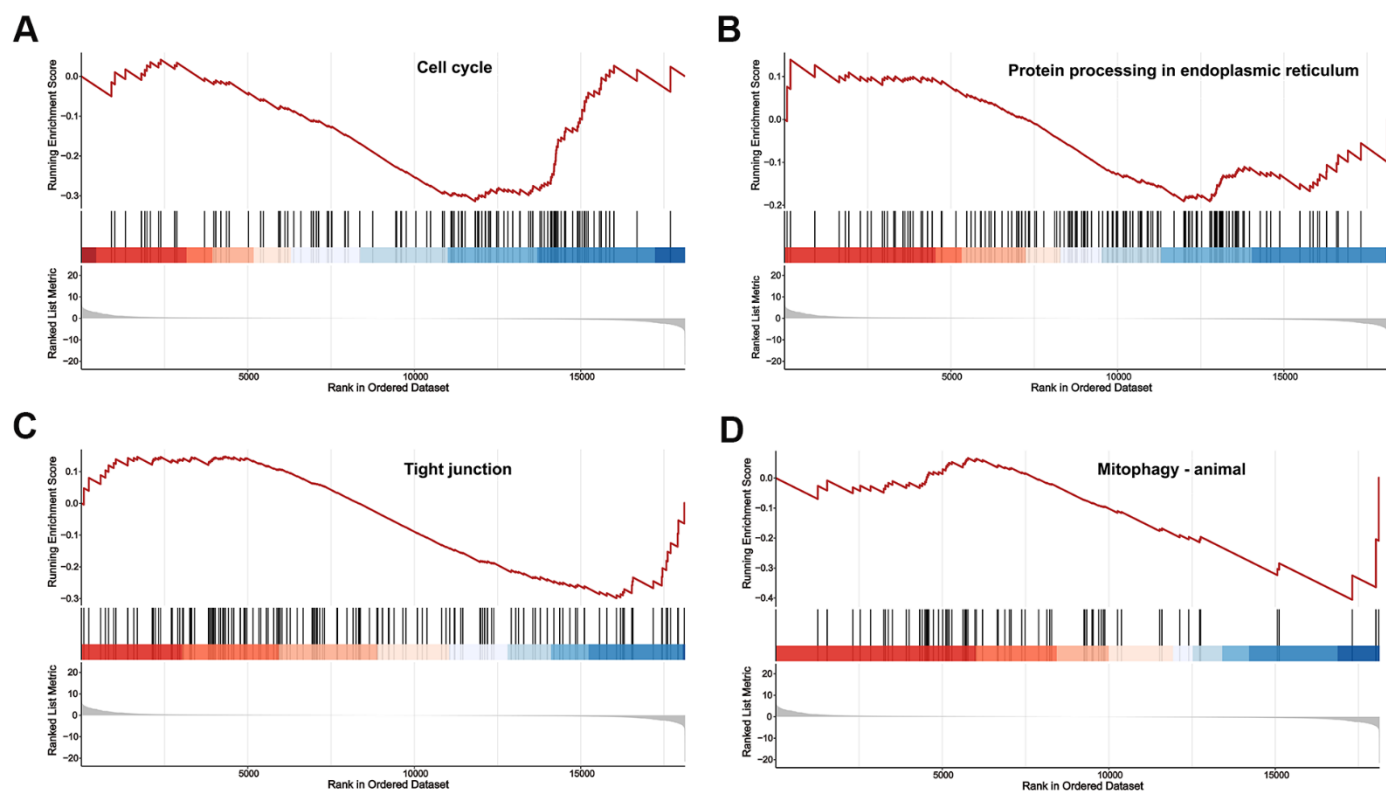 A
Cell cycle
Running Enrichment Score
0.0
−0.1
−0.2
−0.3
Ranked List Metric
20
10
0
−10
−20
5000
10000
15000
Rank in Ordered Dataset
B
Protein processing in endoplasmic reticulum
Running Enrichment Score
0.1
0.0
−0.1
−0.2
Ranked List Metric
20
10
0
−10
−20
5000
10000
15000
Rank in Ordered Dataset
C
Tight junction
Running Enrichment Score
0.1
0.0
−0.1
−0.2
−0.3
Ranked List Metric
20
10
0
−10
−20
5000
10000
15000
Rank in Ordered Dataset
D
Mitophagy - animal
Running Enrichment Score
0.0
−0.1
−0.2
−0.3
−0.4
Ranked List Metric
20
10
0
−10
−20
5000
10000
15000
Rank in Ordered Dataset